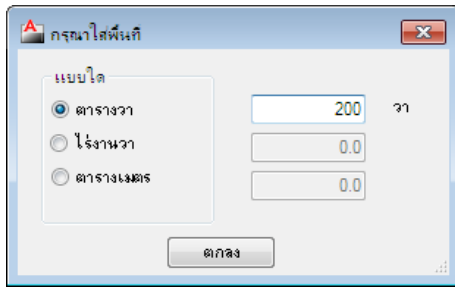 กรุณาใส่พื้นที่
แบบใด
ตารางวา 200 วา
ไร่งานวา 0.0
ตารางเมตร 0.0
ตกลง